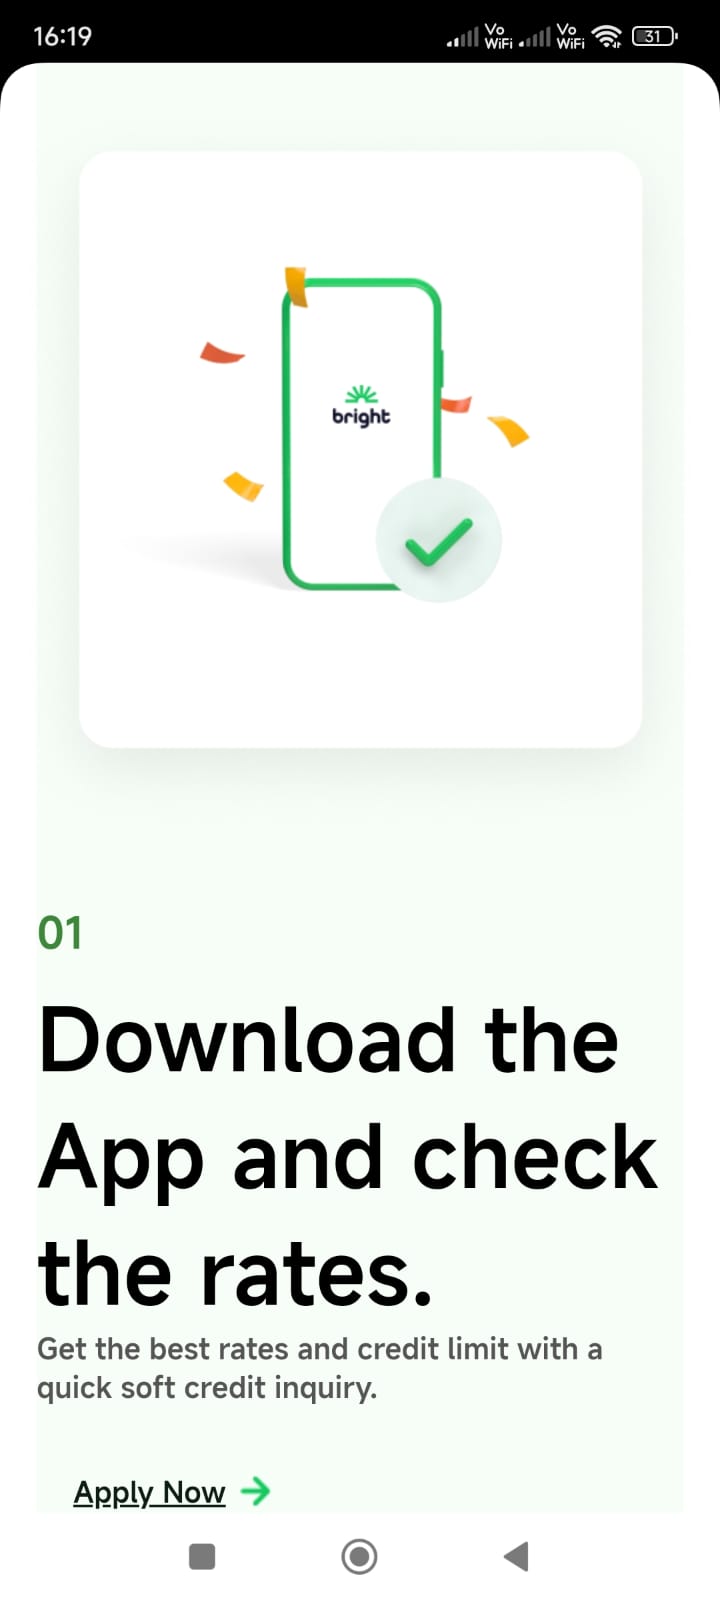 16:19
Vo WiFi Vo WiFi 31
bright
01
Download the
App and check
the rates.
Get the best rates and credit limit with a
quick soft credit inquiry.
Apply Now